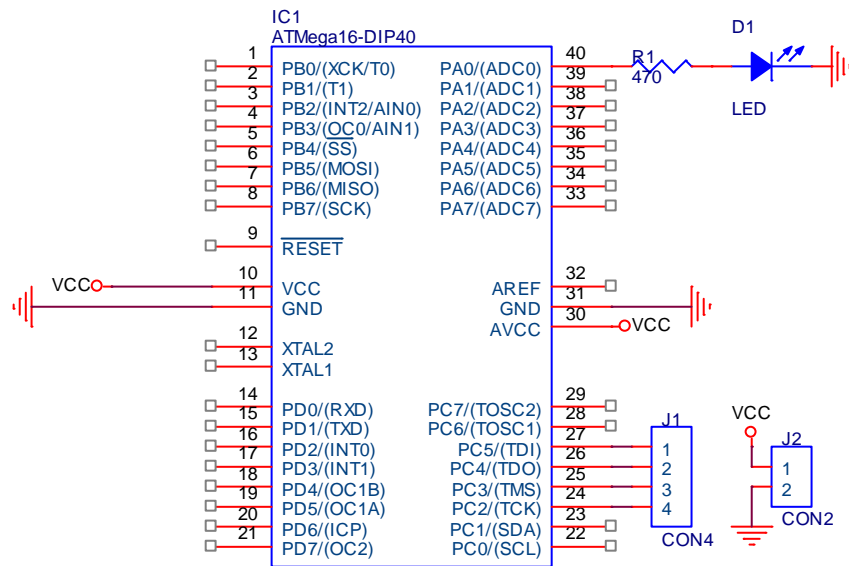 IC1
ATMega16-DIP40
D1
1 PB0/(XCK/T0) PA0/(ADC0) 40 R1
470
2 PB1/(T1) PA1/(ADC1) 39
3 PB2/(INT2/AIN0) PA2/(ADC2) 38 LED
4 PB3/(OC0/AIN1) PA3/(ADC3) 37
5 PB4/(SS) PA4/(ADC4) 36
6 PB5/(MOSI) PA5/(ADC5) 35
7 PB6/(MISO) PA6/(ADC6) 34
8 PB7/(SCK) PA7/(ADC7) 33
9 RESET
VCC 10 VCC AREF 32
11 GND GND 31
AVCC 30 VCC
12 XTAL2
13 XTAL1
14 PD0/(RXD) PC7/(TOSC2) 29
15 PD1/(TXD) PC6/(TOSC1) 28 J1 VCC
16 PD2/(INT0) PC5/(TDI) 27 1 J2
17 PD3/(INT1) PC4/(TDO) 26 2 1
18 PD4/(OC1B) PC3/(TMS) 25 3 2
19 PD5/(OC1A) PC2/(TCK) 24 4
20 PD6/(ICP) PC1/(SDA) 23 CON2
21 PD7/(OC2) PC0/(SCL) 22 CON4